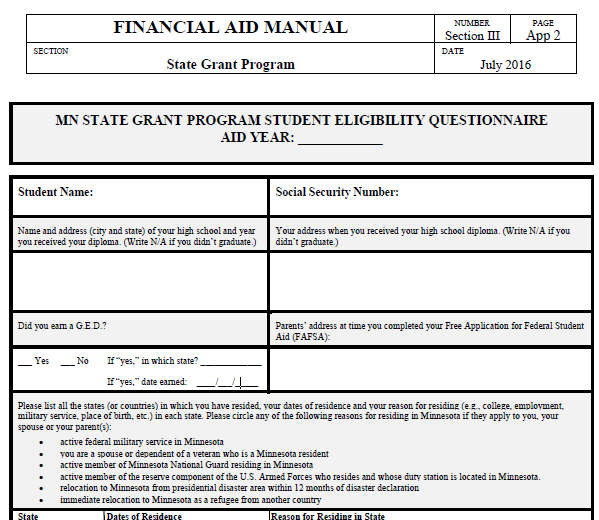 FINANCIAL AID MANUAL
NUMBER
Section III
PAGE
App 2
SECTION
State Grant Program
DATE
July 2016
MN STATE GRANT PROGRAM STUDENT ELIGIBILITY QUESTIONNAIRE
AID YEAR: ____________
Student Name:
Social Security Number:
Name and address (city and state) of your high school and year
you received your diploma. (Write N/A if you didn’t graduate.)
Your address when you received your high school diploma. (Write N/A if you
didn’t graduate.)
Did you earn a G.E.D.?
Parents’ address at time you completed your Free Application for Federal Student
Aid (FAFSA):
___ Yes ___ No If “yes,” in which state? _____________
If “yes,” date earned: ____/___/_____
Please list all the states (or countries) in which you have resided, your dates of residence and your reason for residing (e.g., college, employment,
military service, place of birth, etc.) in each state. Please circle any of the following reasons for residing in Minnesota if they apply to you, your
spouse or your parent(s):
• active federal military service in Minnesota
• you are a spouse or dependent of a veteran who is a Minnesota resident
• active member of Minnesota National Guard residing in Minnesota
• active member of the reserve component of the U.S. Armed Forces who resides and whose duty station is located in Minnesota.
• relocation to Minnesota from presidential disaster area within 12 months of disaster declaration
• immediate relocation to Minnesota as a refugee from another country
State
Dates of Residence
Reason for Residing in State